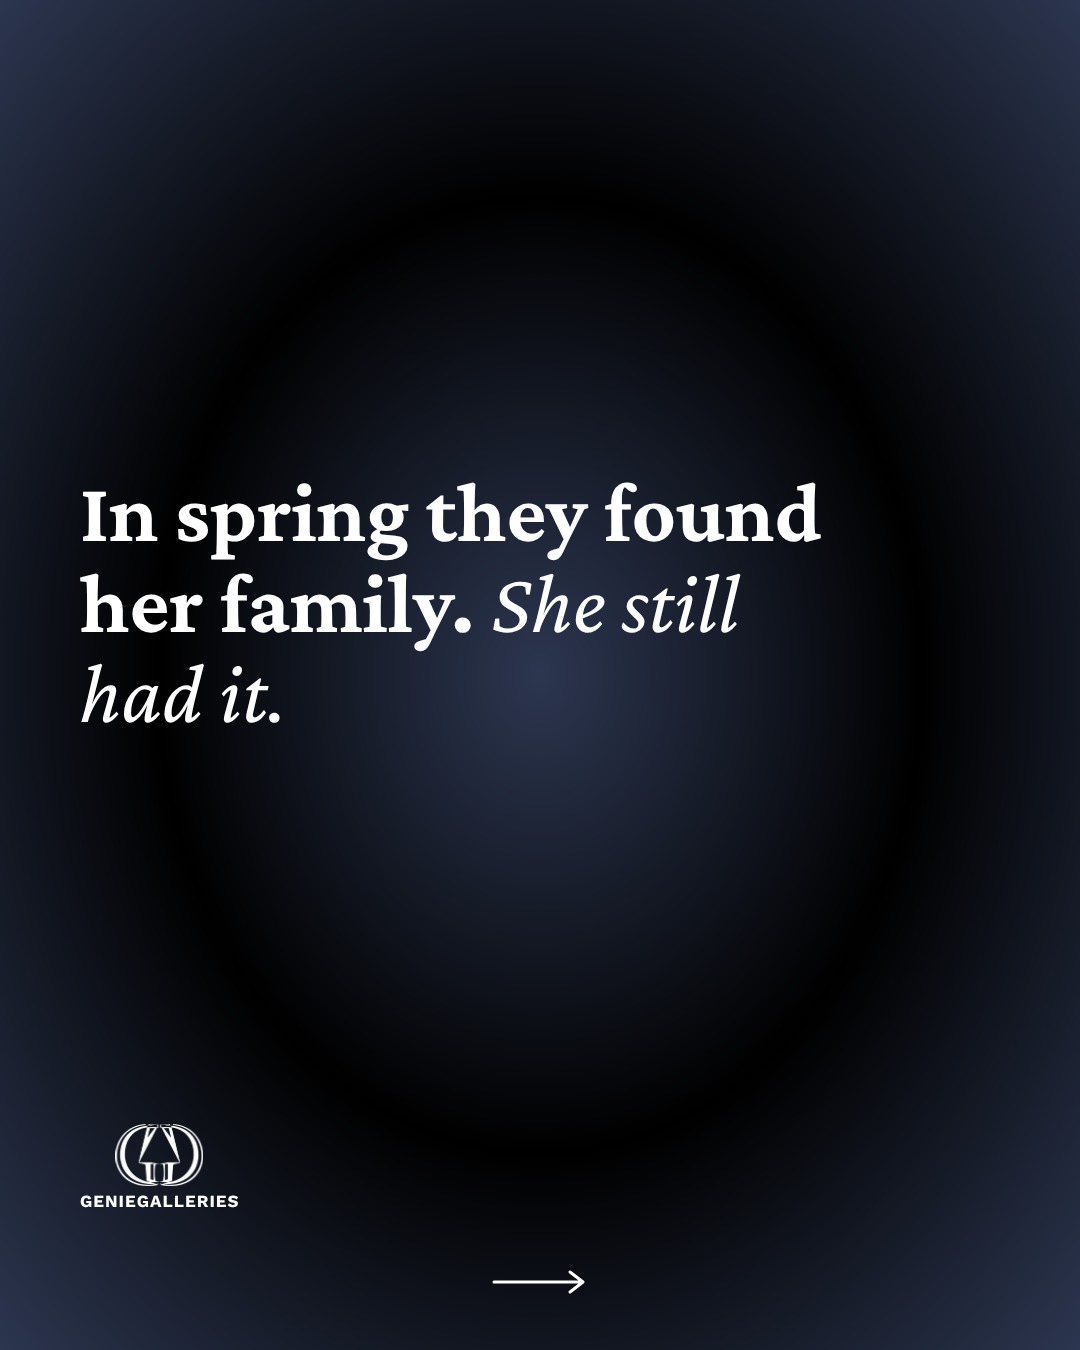 In spring they found
her family. She still
had it.
GENIEGALLERIES